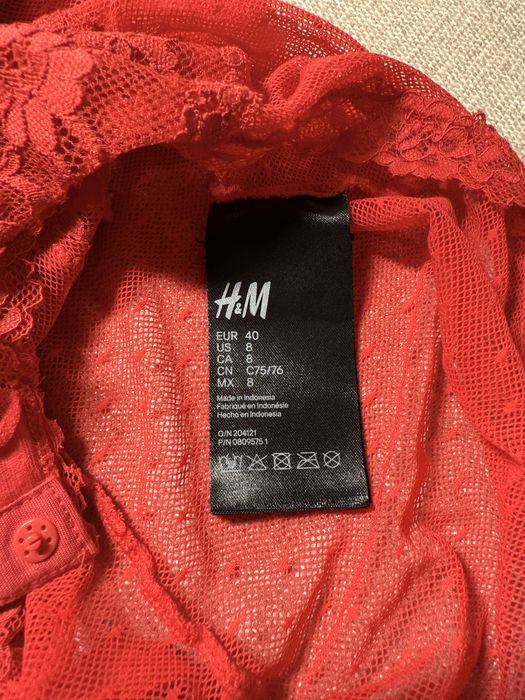 H&M
EUR 40
US 8
CA 8
CN C75/76
MX 8
Made in Indonesia
Fabriqué en Indonésie
Hecho en Indonesia
O/N 204121
P/N 0809575 1